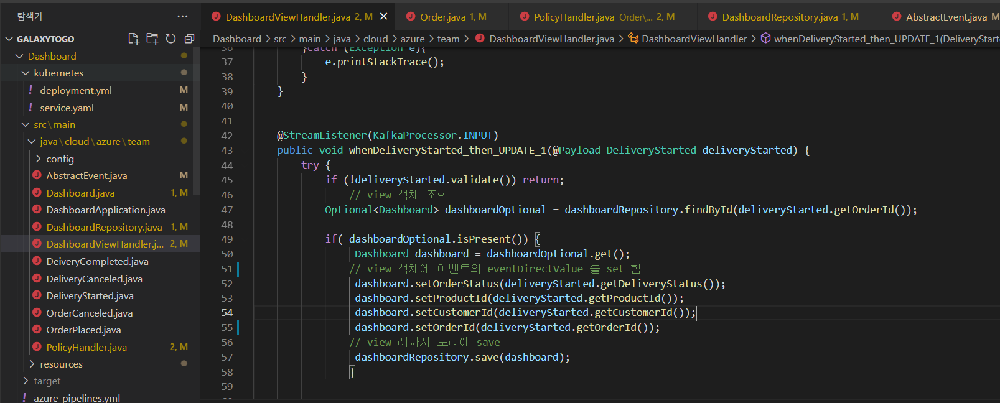 탐색기
GALAXYTOGO
Dashboard
kubernetes
! deployment.yml M
! service.yaml M
src\main
java\cloud\azure\team
config
J AbstractEvent.java M
J Dashboard.java 1, M
J DashboardApplication.java
J DashboardRepository.java 1, M
J DashboardViewHandler.j... 2, M
J DeiveryCompleted.java
J DeliveryCanceled.java
J DeliveryStarted.java
J OrderCanceled.java
J OrderPlaced.java
J PolicyHandler.java 2, M
resources
target
! azure-pipelines.yml
J DashboardViewHandler.java 2, M J Order.java 1, M J PolicyHandler.java Order\... 2, M J DashboardRepository.java 1, M J AbstractEvent.java M
Dashboard > src > main > java > cloud > azure > team > J DashboardViewHandler.java > DashboardViewHandler > whenDeliveryStarted_then_UPDATE_1(DeliveryStarte
36 }catch (Exception e){
37 e.printStackTrace();
38 }
39 }
40
41
42 @StreamListener(KafkaProcessor.INPUT)
43 public void whenDeliveryStarted_then_UPDATE_1(@Payload DeliveryStarted deliveryStarted) {
44 try {
45 if (!deliveryStarted.validate()) return;
46 // view 객체 조회
47 Optional<Dashboard> dashboardOptional = dashboardRepository.findById(deliveryStarted.getOrderId());
48
49 if( dashboardOptional.isPresent()) {
50 Dashboard dashboard = dashboardOptional.get();
51 // view 객체에 이벤트의 eventDirectValue 를 set 함
52 dashboard.setOrderStatus(deliveryStarted.getDeliveryStatus());
53 dashboard.setProductId(deliveryStarted.getProductId());
54 dashboard.setCustomerId(deliveryStarted.getCustomerId());
55 dashboard.setOrderId(deliveryStarted.getOrderId());
56 // view 레파지 토리에 save
57 dashboardRepository.save(dashboard);
58 }
59